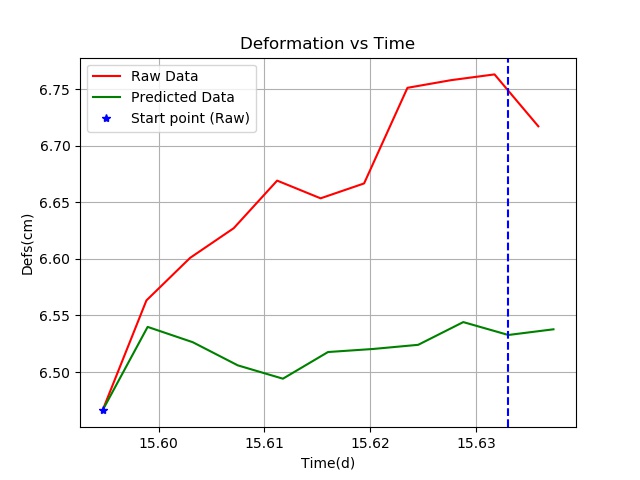 Deformation vs Time
Raw Data
Predicted Data
Start point (Raw)
6.75
6.70
6.65
6.60
6.55
6.50
Defs(cm)
15.60 15.61 15.62 15.63
Time(d)